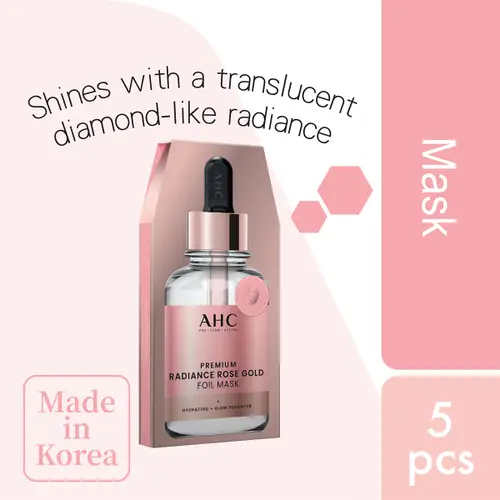 Shines with a translucent
diamond-like radiance
Mask
AHC
AHC
PREMIUM
RADIANCE ROSE GOLD
FOIL MASK
HYDRATING + GLOW ENHANCER
Made
in
Korea
5
pcs